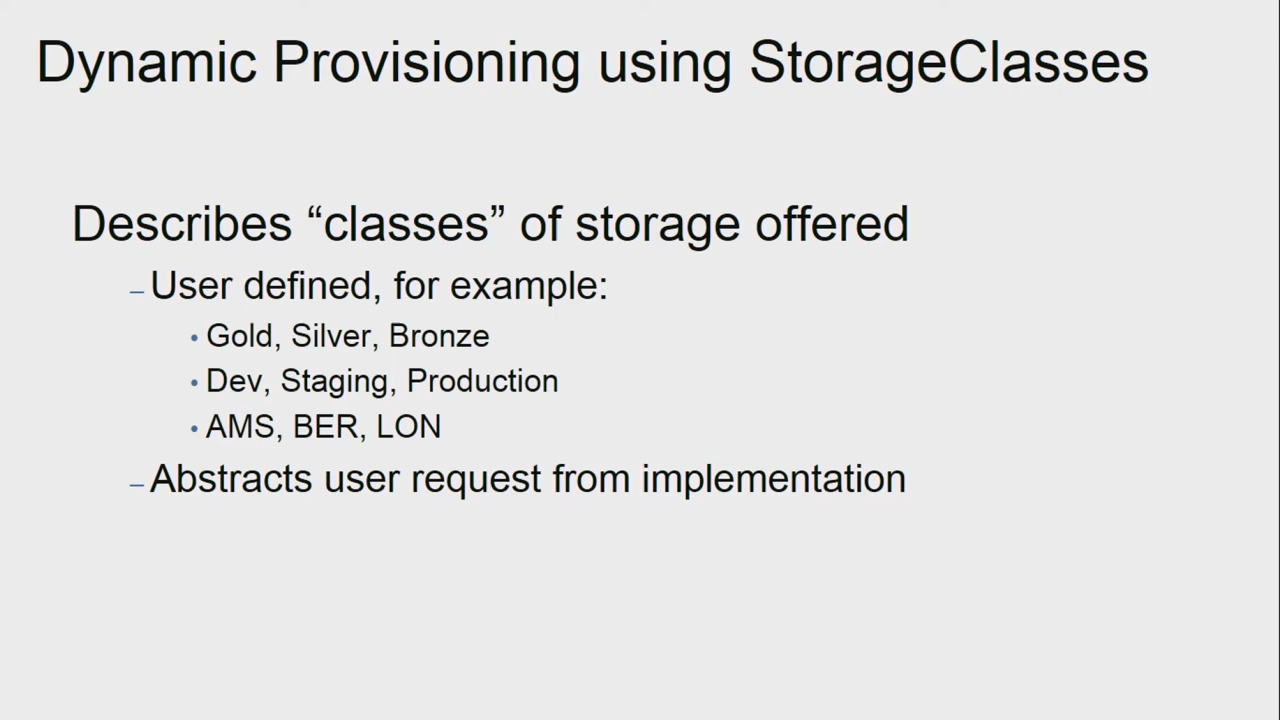 Dynamic Provisioning using StorageClasses
Describes “classes” of storage offered
– User defined, for example:
• Gold, Silver, Bronze
• Dev, Staging, Production
• AMS, BER, LON
– Abstracts user request from implementation